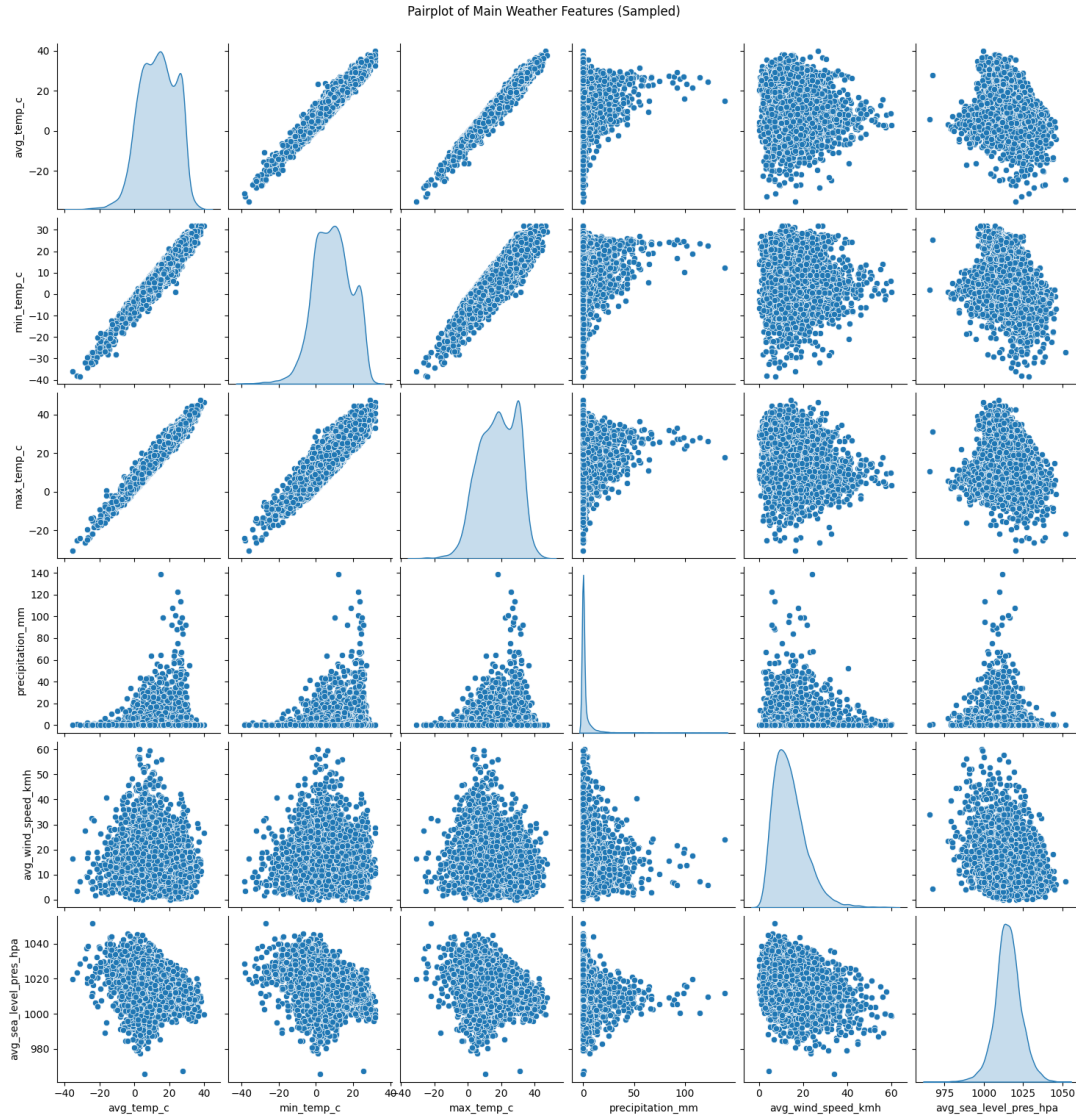 Pairplot of Main Weather Features (Sampled)
avg_temp_c
40
20
0
−20
min_temp_c
30
20
10
0
−10
−20
−30
−40
max_temp_c
40
20
0
−20
precipitation_mm
140
120
100
80
60
40
20
0
avg_wind_speed_kmh
60
50
40
30
20
10
0
avg_sea_level_pres_hpa
1040
1020
1000
980
−40 −20 0 20 40
−40 −20 0 20 40
−40 −20 0 20 40
0 50 100
0 20 40 60
975 1000 1025 1050
avg_temp_c min_temp_c max_temp_c precipitation_mm avg_wind_speed_kmh avg_sea_level_pres_hpa